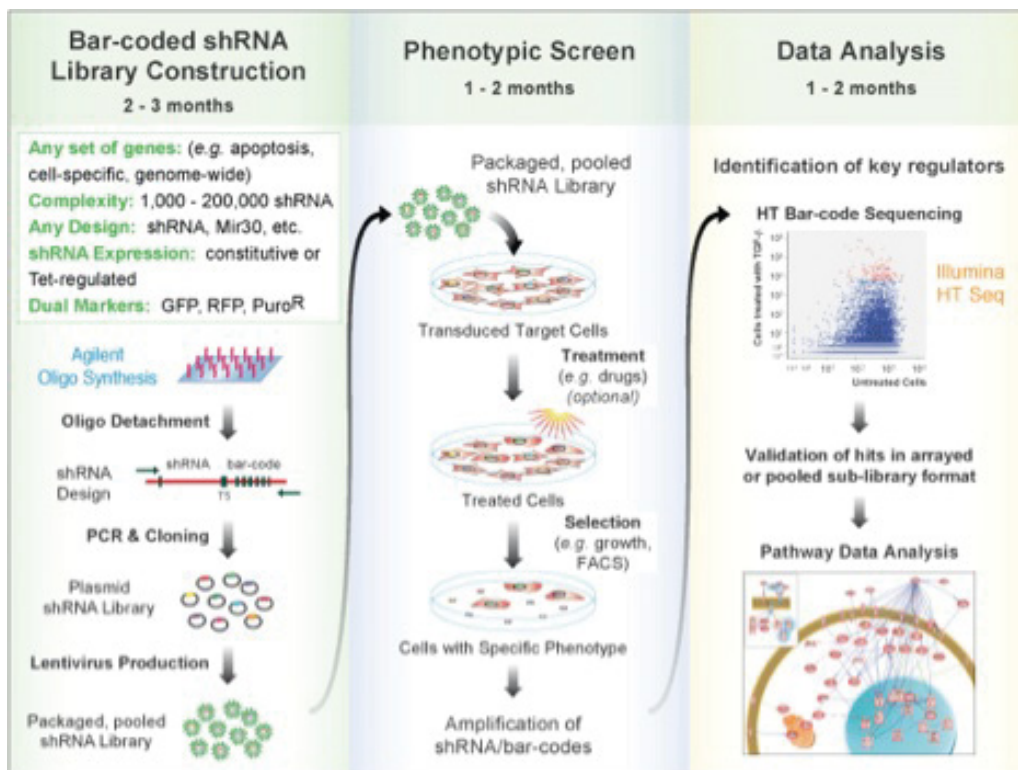 Bar-coded shRNA
Library Construction
2 - 3 months
Any set of genes: (e.g. apoptosis,
cell-specific, genome-wide)
Complexity: 1,000 - 200,000 shRNA
Any Design: shRNA, Mir30, etc.
shRNA Expression: constitutive or
Tet-regulated
Dual Markers: GFP, RFP, PuroR
Agilent
Oligo Synthesis
Oligo Detachment
shRNA bar-code
shRNA
Design
TS
PCR & Cloning
Plasmid
shRNA Library
Lentivirus Production
Packaged, pooled
shRNA Library
Phenotypic Screen
1 - 2 months
Packaged, pooled
shRNA Library
Transduced Target Cells
Treatment
(e.g. drugs)
(optional)
Treated Cells
Selection
(e.g. growth,
FACS)
Cells with Specific Phenotype
Amplification of
shRNA/bar-codes
Data Analysis
1 - 2 months
Identification of key regulators
HT Bar-code Sequencing
Cells treated with TGF-β
Illumina
HT Seq
Untreated Cells
Validation of hits in arrayed
or pooled sub-library format
Pathway Data Analysis